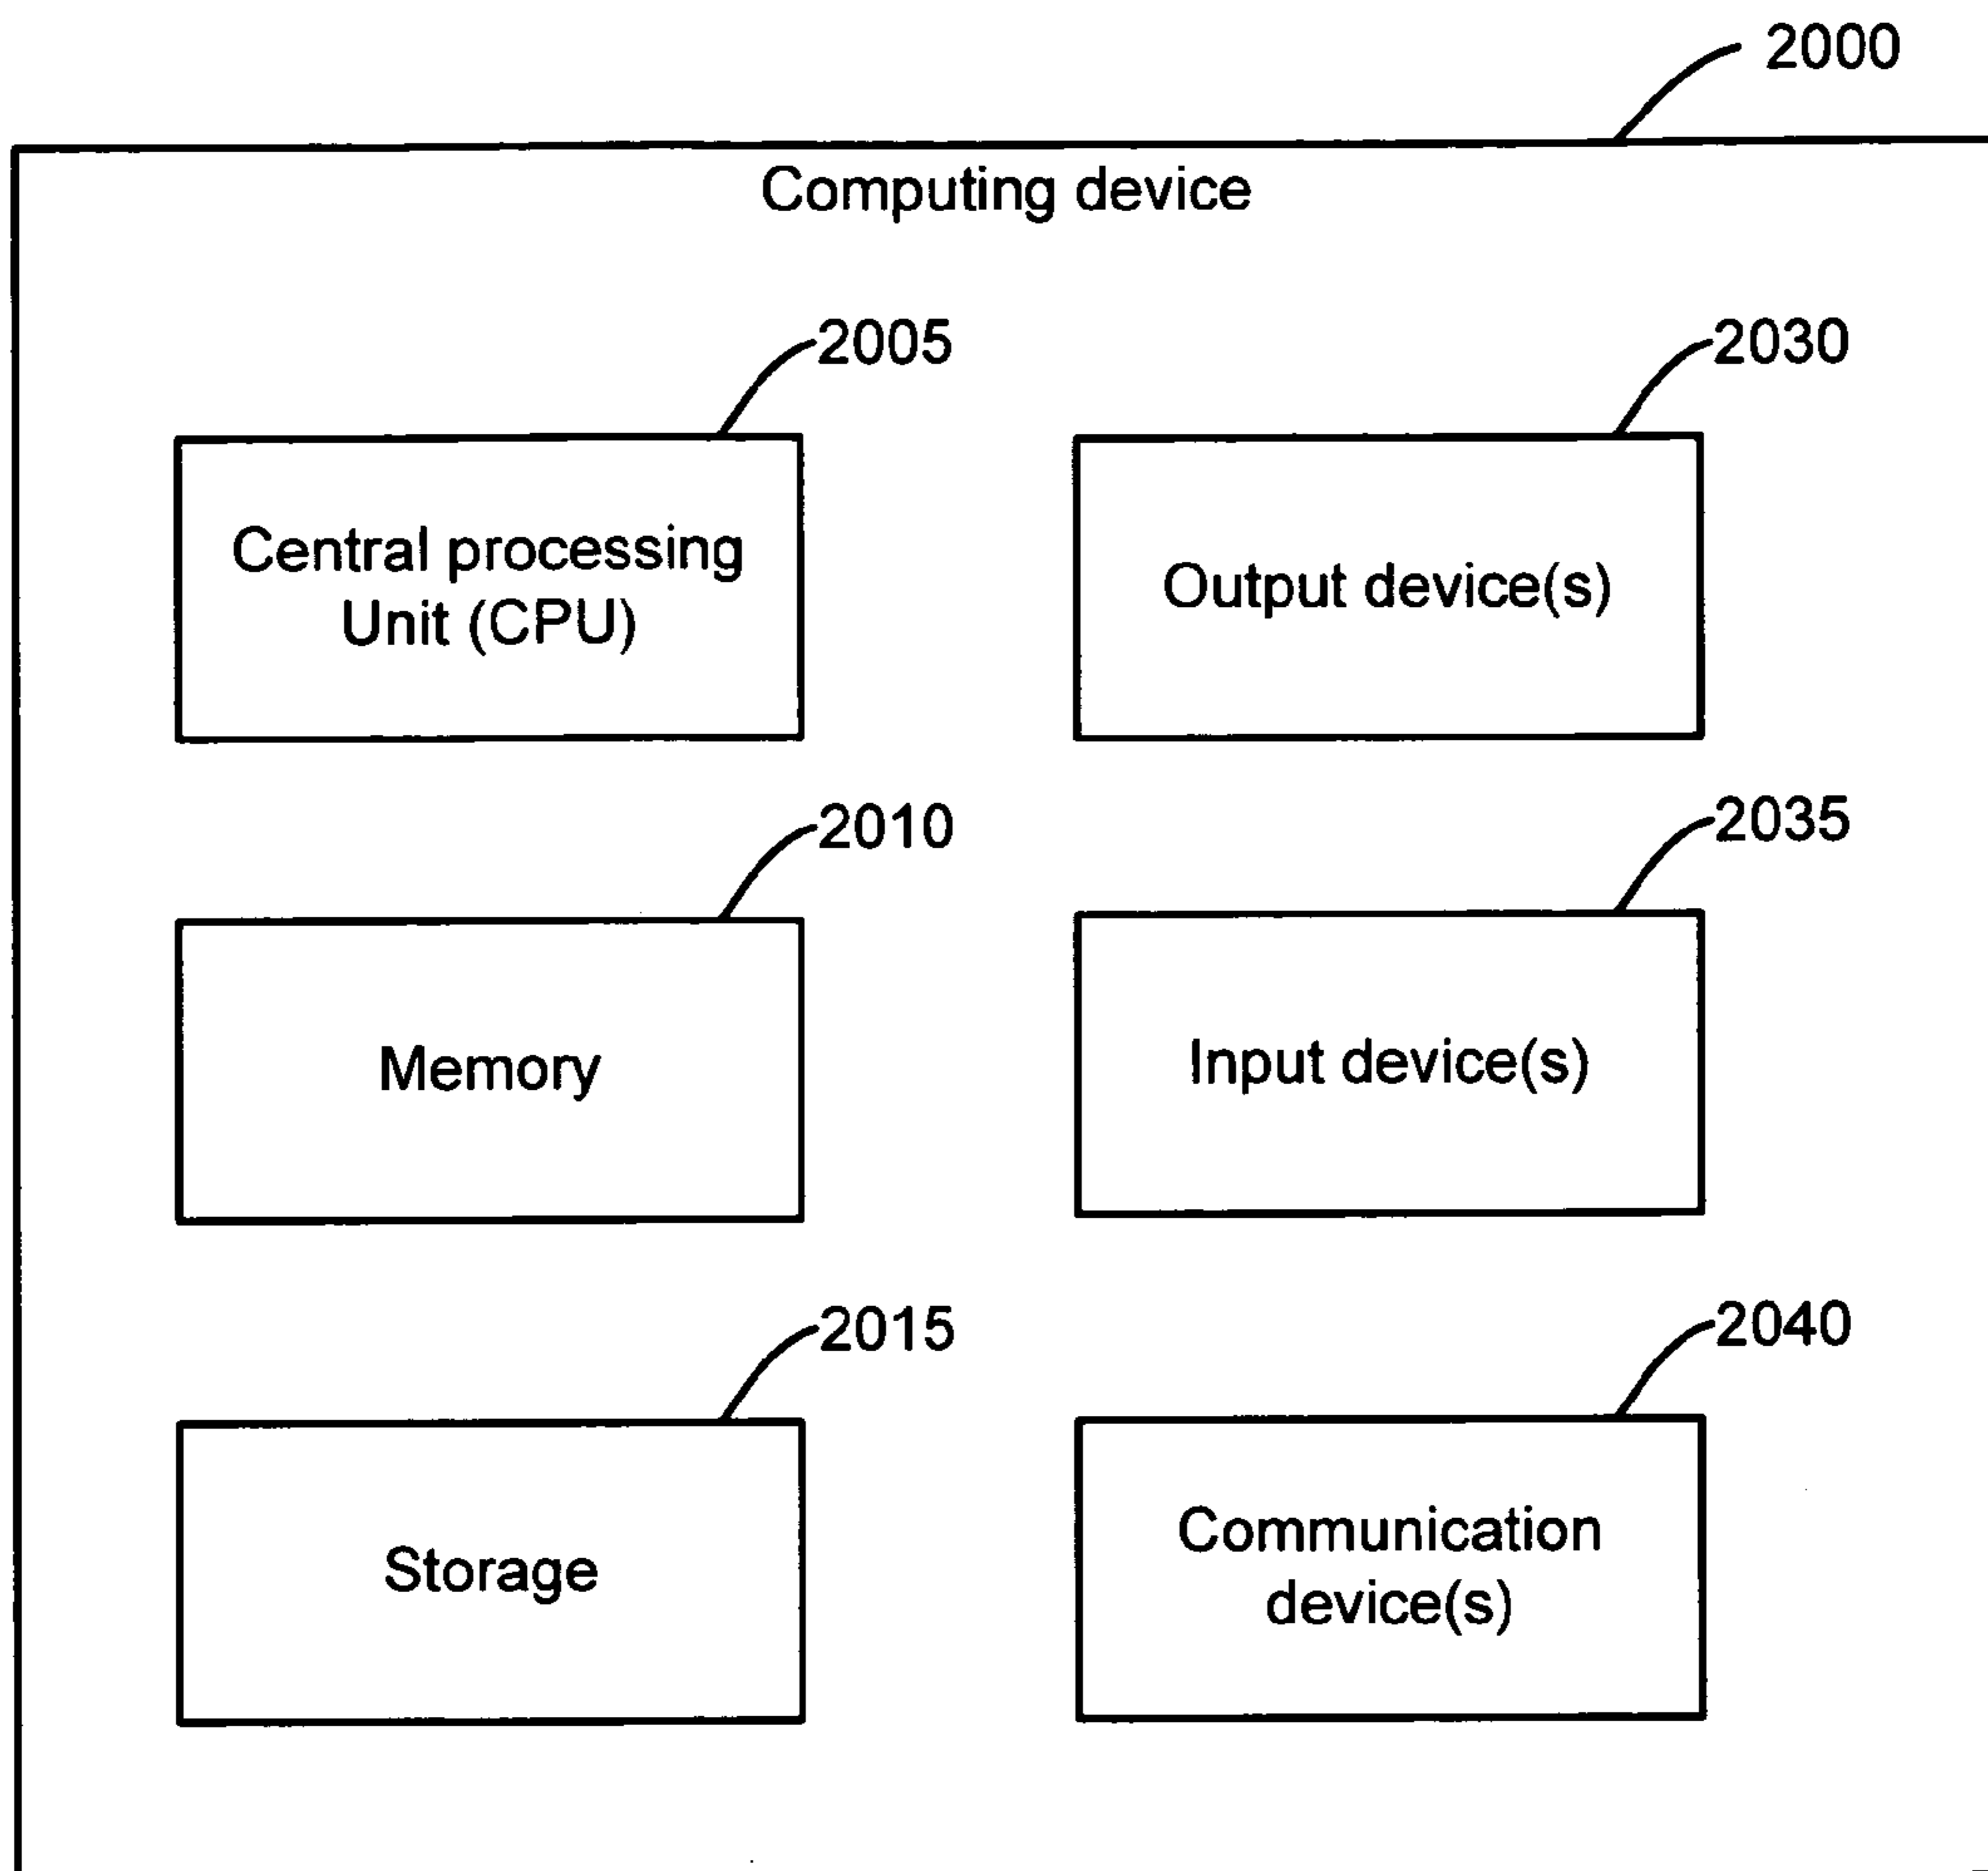 2000
Computing device
2005
2030
Central processing
Unit (CPU)
Output device(s)
2010
2035
Memory
Input device(s)
2015
2040
Storage
Communication
device(s)